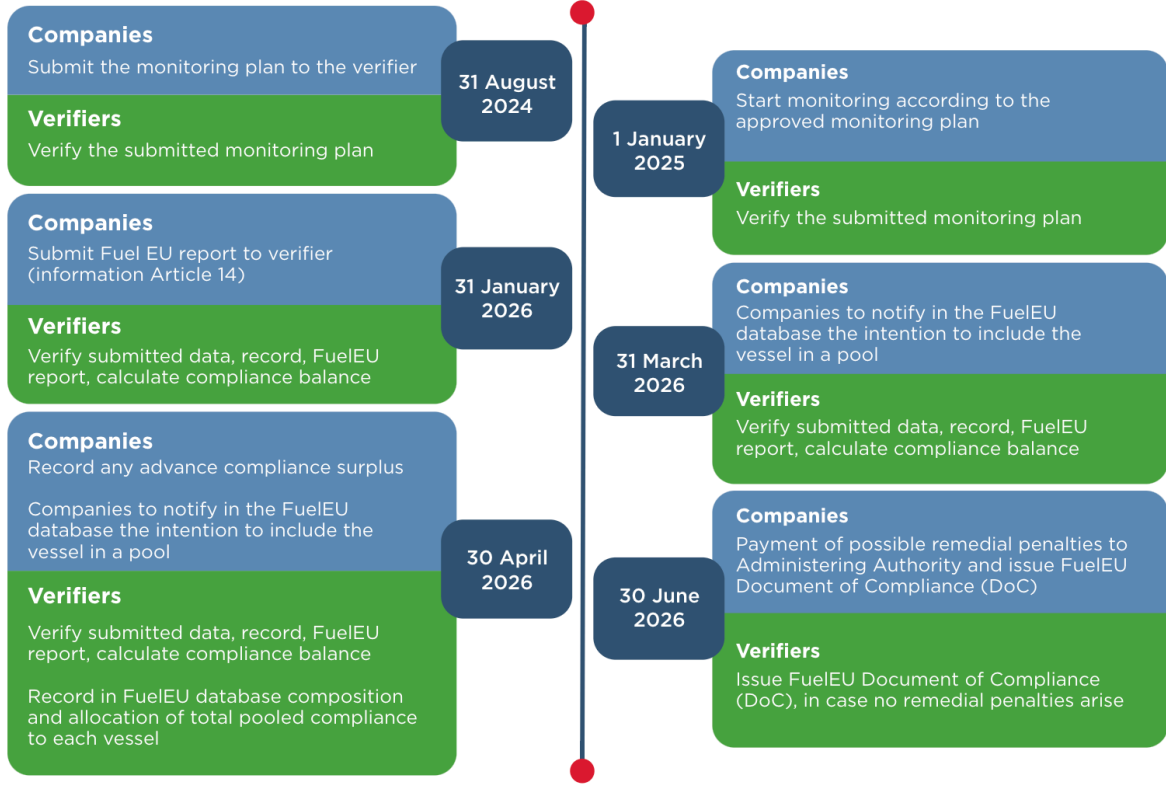 Companies
Submit the monitoring plan to the verifier
Verifiers
Verify the submitted monitoring plan
31 August
2024
Companies
Start monitoring according to the
approved monitoring plan
Verifiers
Verify the submitted monitoring plan
1 January
2025
Companies
Submit Fuel EU report to verifier
(information Article 14)
Verifiers
Verify submitted data, record, FuelEU
report, calculate compliance balance
31 January
2026
Companies
Companies to notify in the FuelEU
database the intention to include the
vessel in a pool
Verifiers
Verify submitted data, record, FuelEU
report, calculate compliance balance
31 March
2026
Companies
Record any advance compliance surplus
Companies to notify in the FuelEU
database the intention to include the
vessel in a pool
Verifiers
Verify submitted data, record, FuelEU
report, calculate compliance balance
Record in FuelEU database composition
and allocation of total pooled compliance
to each vessel
30 April
2026
Companies
Payment of possible remedial penalties to
Administering Authority and issue FuelEU
Document of Compliance (DoC)
Verifiers
Issue FuelEU Document of Compliance
(DoC), in case no remedial penalties arise
30 June
2026